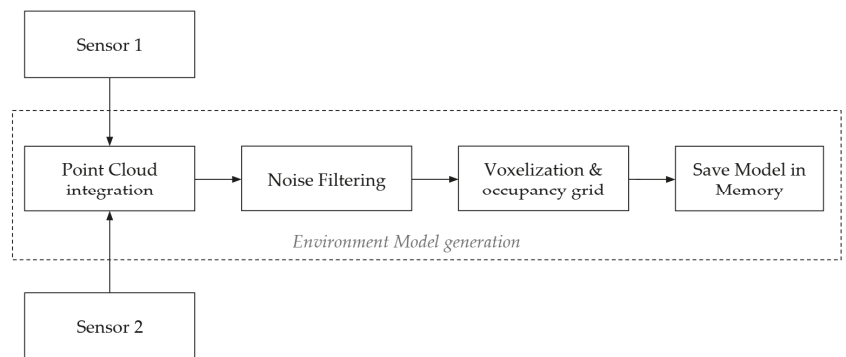 Sensor 1
Point Cloud
integration
Noise Filtering
Voxelization &
occupancy grid
Save Model in
Memory
Environment Model generation
Sensor 2